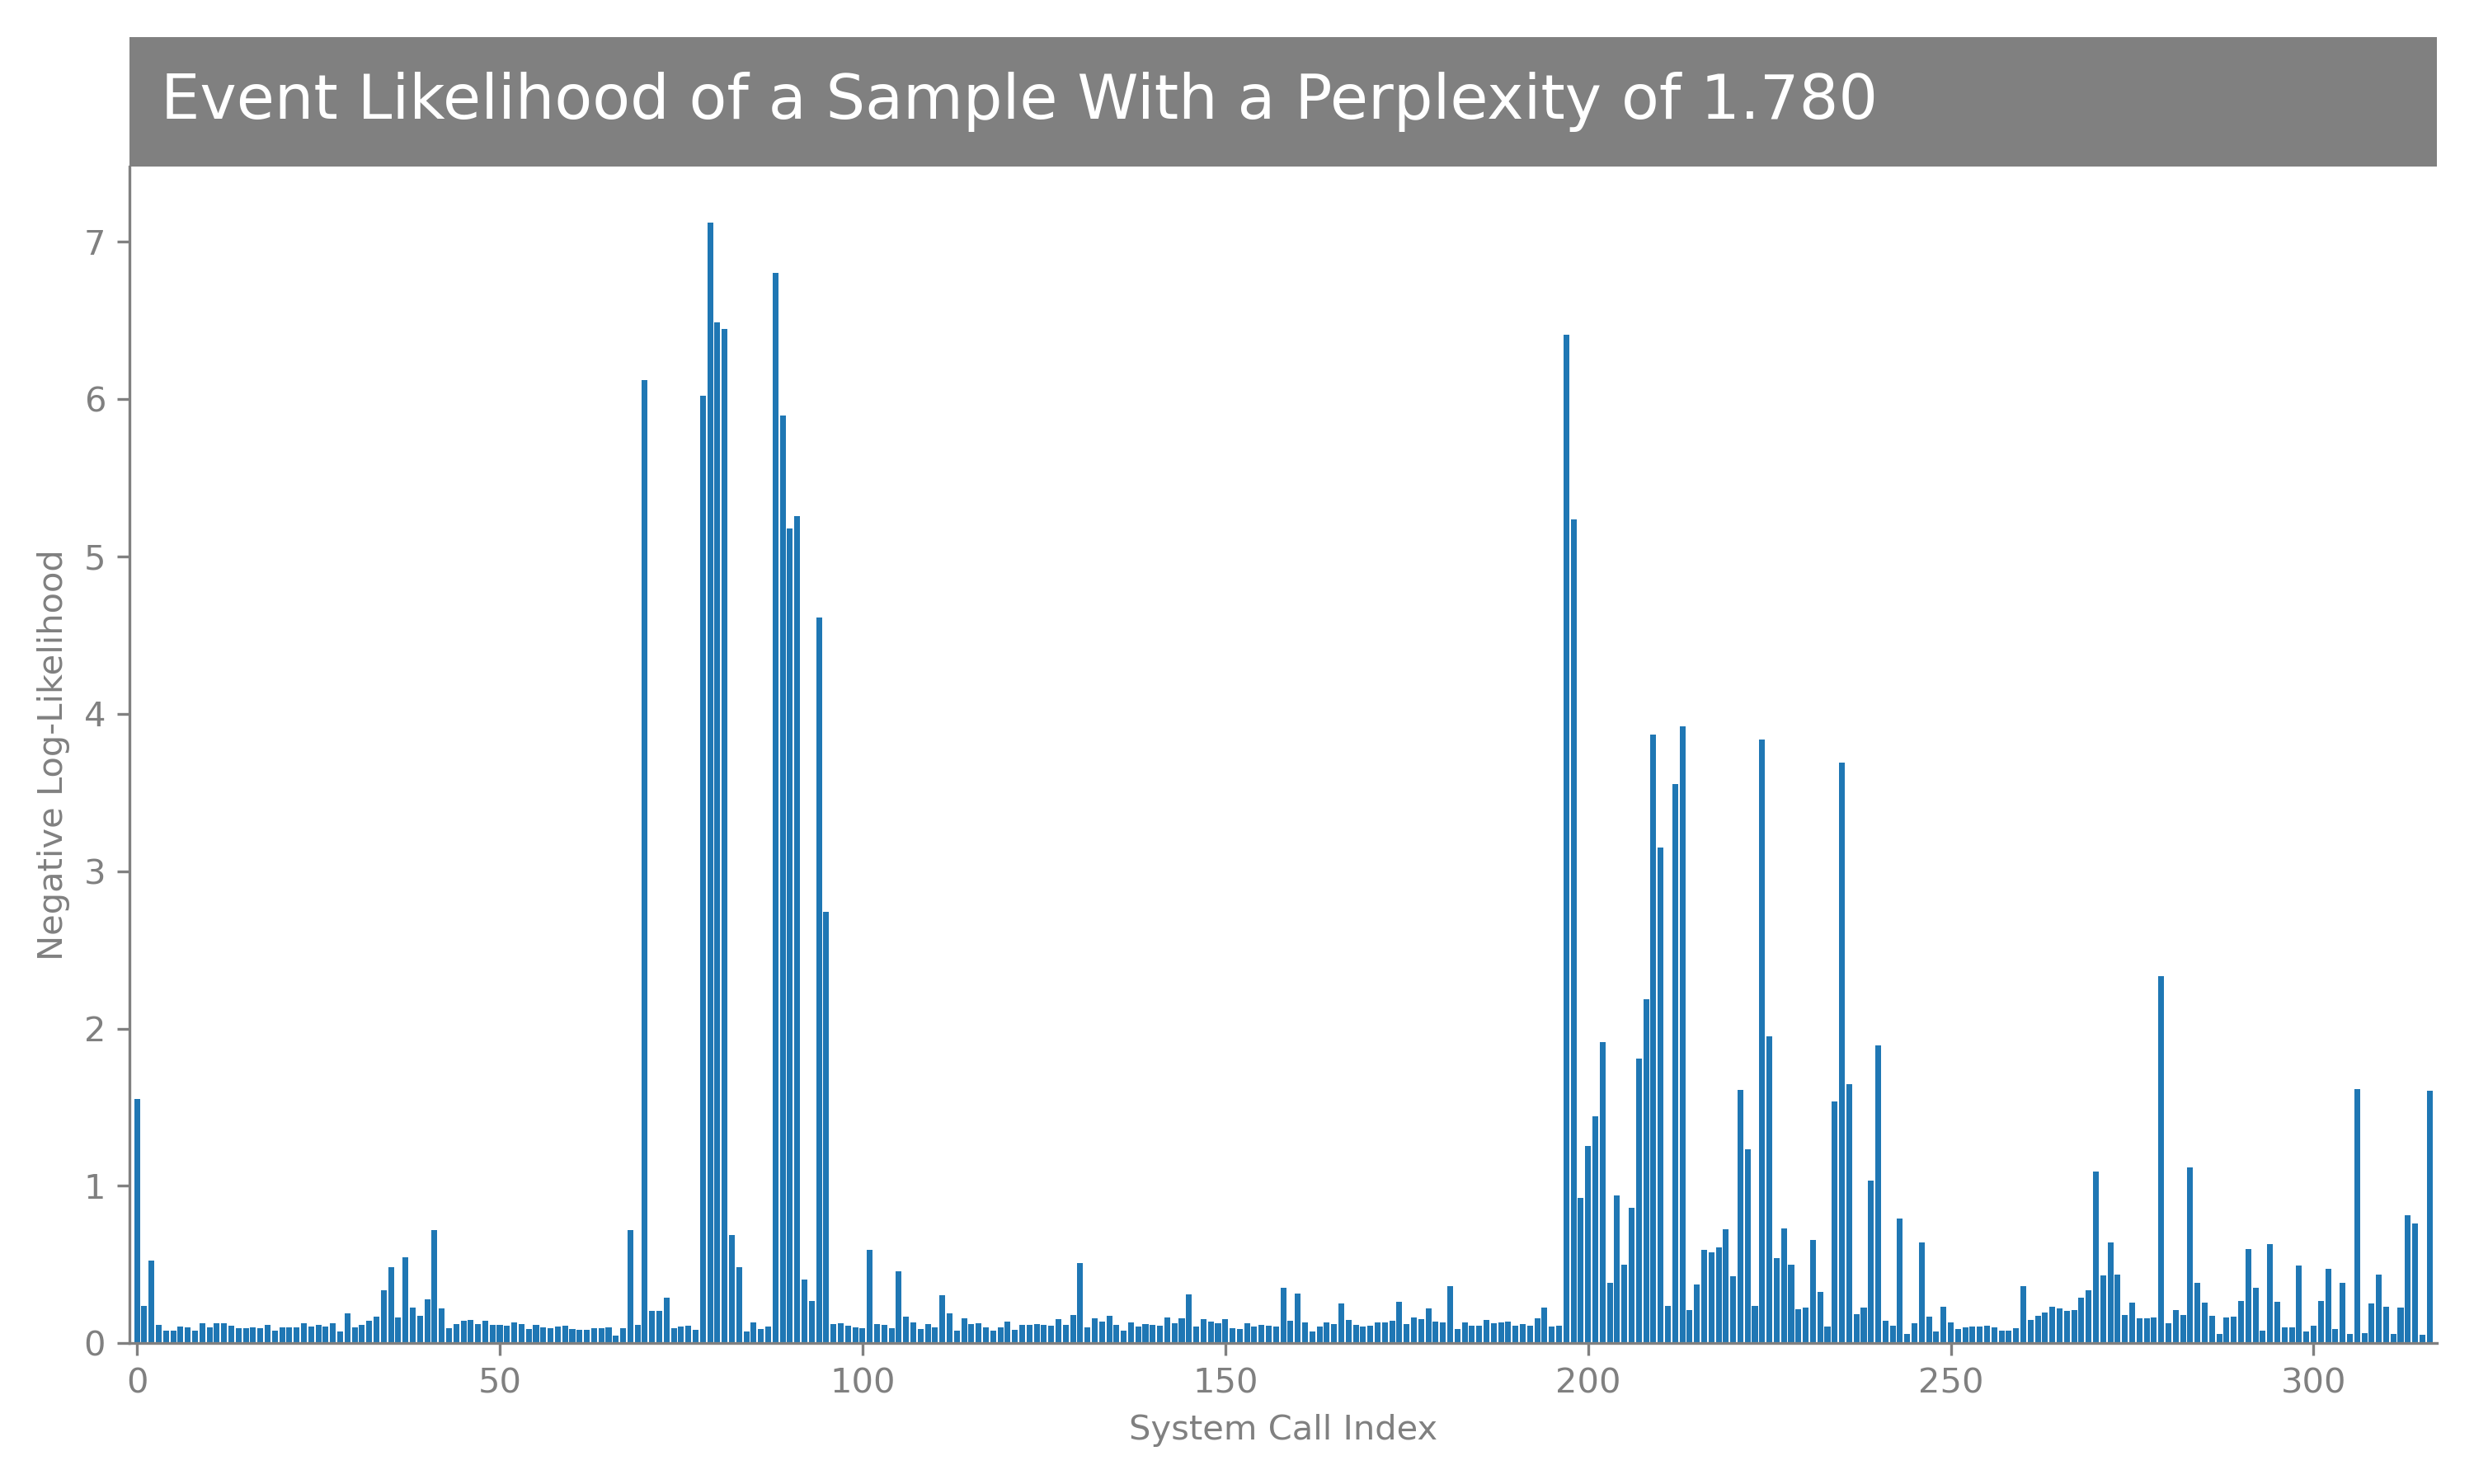 Event Likelihood of a Sample With a Perplexity of 1.780
7
6
5
4
3
2
1
0
Negative Log-Likelihood
0 50 100 150 200 250 300
System Call Index